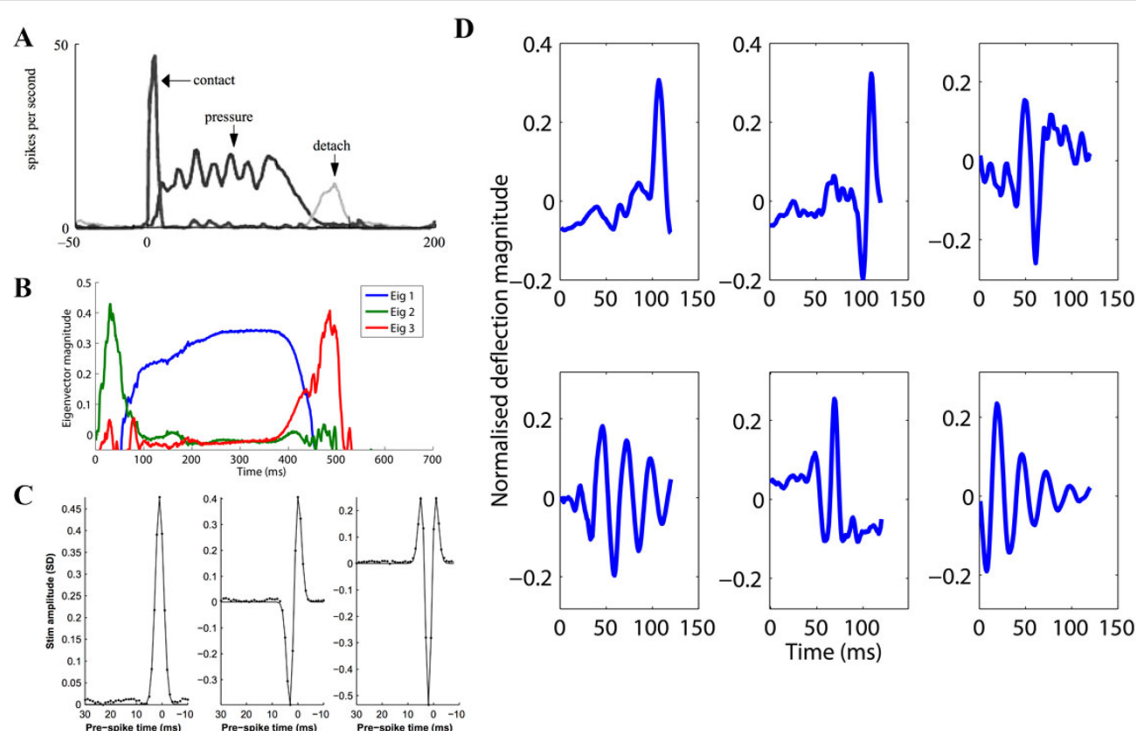 A
50
spikes per second
contact
pressure
detach
0
−50
0
200
B
0.5
0.4
0.3
0.2
0.1
0
Eigenvector magnitude
Eig 1
Eig 2
Eig 3
0 100 200 300 400 500 600 700
Time (ms)
C
Stim amplitude (SD)
0.45
0.4
0.35
0.3
0.25
0.2
0.15
0.1
0.05
0
30 20 10 0 −10
Pre−spike time (ms)
0.4
0.3
0.2
0.1
0
−0.1
−0.2
−0.3
30 20 10 0 −10
Pre−spike time (ms)
0.2
0.1
0
−0.1
−0.2
−0.3
−0.4
−0.5
30 20 10 0 −10
Pre−spike time (ms)
D
Normalised deflection magnitude
0.4
0.2
0
−0.2
0 50 100 150
0.4
0.2
0
−0.2
0 50 100 150
0.2
0
−0.2
0 50 100 150
0.2
0
−0.2
0 50 100 150
0.2
0
−0.2
0 50 100 150
0.2
0
−0.2
0 50 100 150
Time (ms)